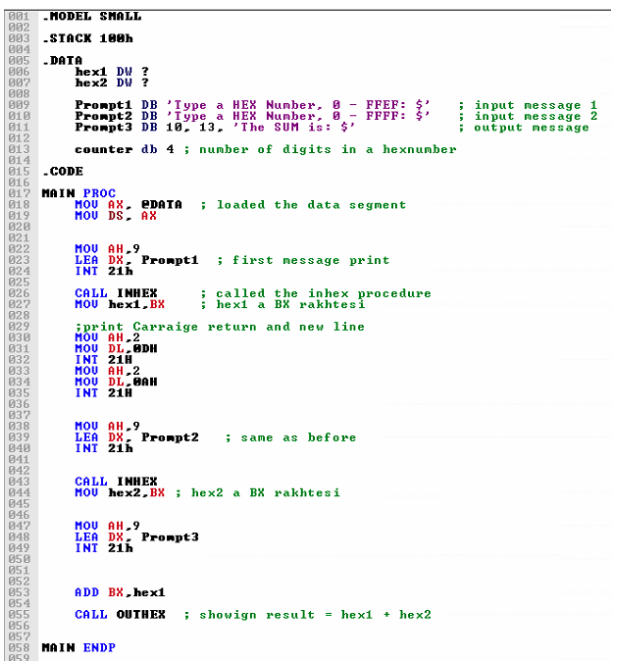 001 .MODEL SMALL
002
003 .STACK 100h
004
005 .DATA
006 hex1 DW ?
007 hex2 DW ?
008
009 Prompt1 DB 'Type a HEX Number, 0 - FFEF: $' ; input message 1
010 Prompt2 DB 'Type a HEX Number, 0 - FFFF: $' ; input message 2
011 Prompt3 DB 10, 13, 'The SUM is: $' ; output message
012
013 counter db 4 ; number of digits in a hexnumber
014
015 .CODE
016
017 MAIN PROC
018 MOV AX, @DATA ; loaded the data segment
019 MOV DS, AX
020
021
022 MOV AH,9
023 LEA DX, Prompt1 ; first message print
024 INT 21h
025
026 CALL INHEX ; called the inhex procedure
027 MOV hex1,BX ; hex1 a BX rakhtesi
028
029 ;print Carraige return and new line
030 MOV AH,2
031 MOV DL,0DH
032 INT 21H
033 MOV AH,2
034 MOV DL,0AH
035 INT 21H
036
037
038 MOV AH,9
039 LEA DX, Prompt2 ; same as before
040 INT 21h
041
042
043 CALL INHEX
044 MOV hex2,BX ; hex2 a BX rakhtesi
045
046
047 MOV AH,9
048 LEA DX, Prompt3
049 INT 21h
050
051
052
053 ADD BX,hex1
054
055 CALL OUTHEX ; showign result = hex1 + hex2
056
057
058 MAIN ENDP
059